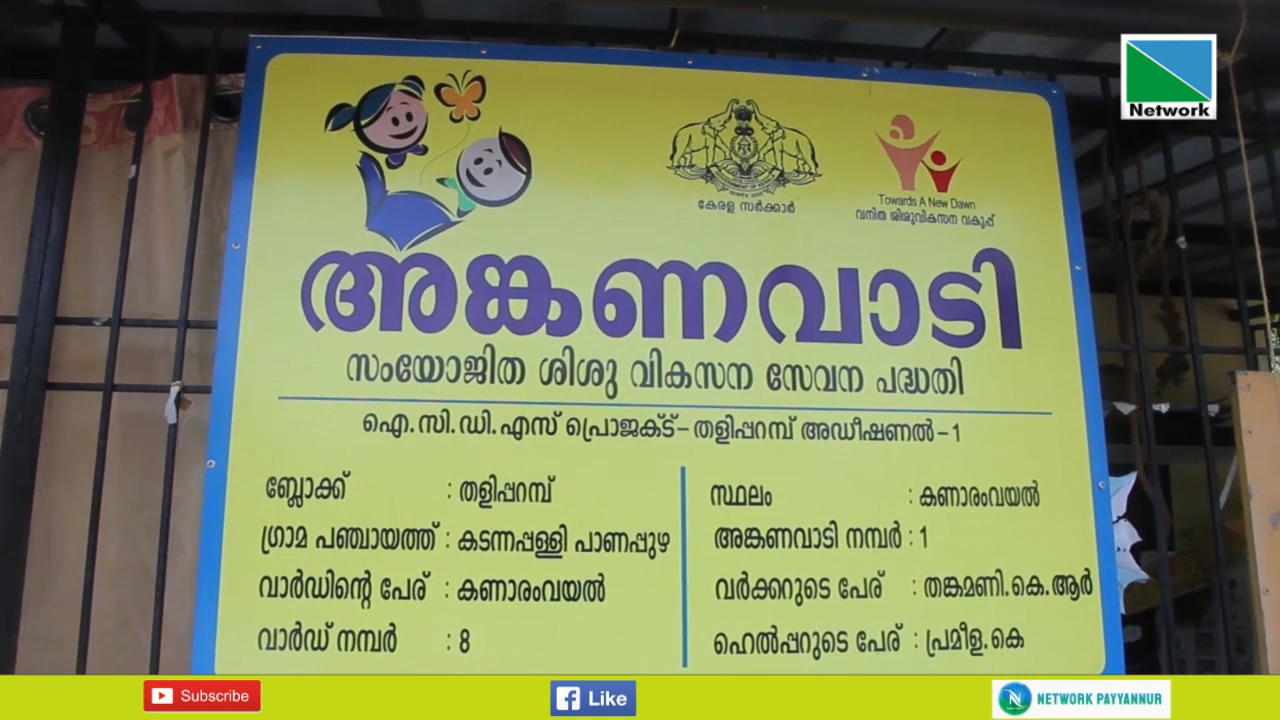 Network
കേരള സർക്കാർ
Towards A New Dawn
വനിത ശിശുവികസന വകുപ്പ്
അങ്കണവാടി
സംയോജിത ശിശു വികസന സേവന പദ്ധതി
ഐ.സി.ഡി.എസ് പ്രൊജക്ട്-തളിപ്പറമ്പ് അഡീഷണൽ-1
ബ്ലോക്ക് : തളിപ്പറമ്പ്
ഗ്രാമ പഞ്ചായത്ത് : കടന്നപ്പള്ളി പാണപ്പുഴ
വാർഡിന്റെ പേര് : കണാരംവയൽ
വാർഡ് നമ്പർ : 8
സ്ഥലം : കണാരംവയൽ
അങ്കണവാടി നമ്പർ : 1
വർക്കറുടെ പേര് : തങ്കമണി.കെ.ആർ
ഹെൽപ്പറുടെ പേര് : പ്രമീള.കെ
Subscribe
Like
NETWORK PAYYANNUR